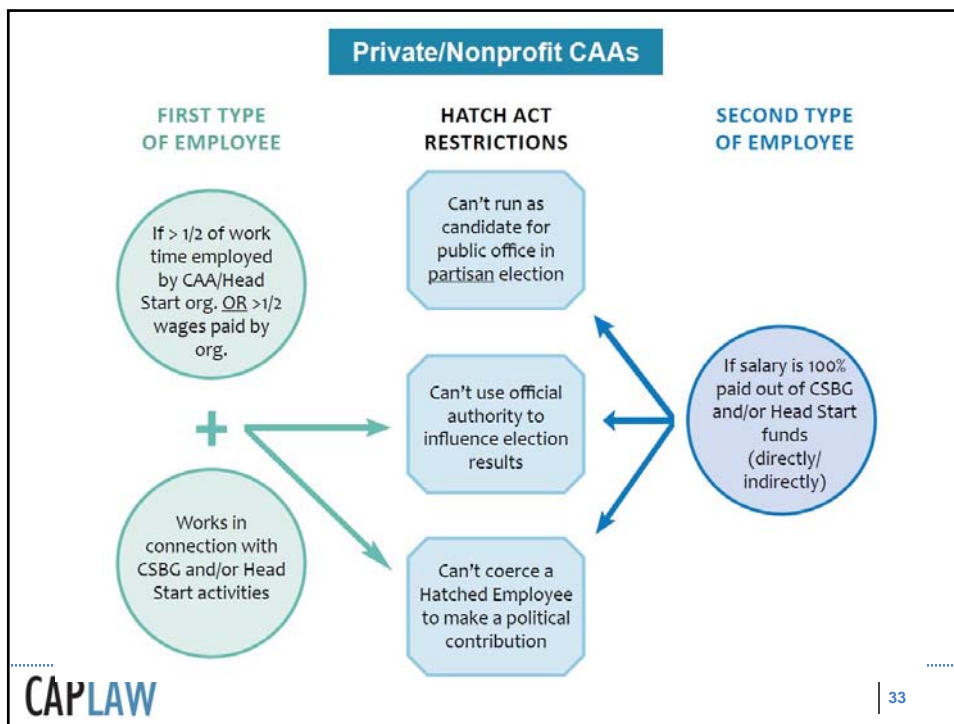 Private/Nonprofit CAAs
FIRST TYPE
OF EMPLOYEE
If > 1/2 of work
time employed
by CAA/Head
Start org. OR >1/2
wages paid by
org.
+
Works in
connection with
CSBG and/or Head
Start activities
HATCH ACT
RESTRICTIONS
Can't run as
candidate for
public office in
partisan election
Can't use official
authority to
influence election
results
Can't coerce a
Hatched Employee
to make a political
contribution
SECOND TYPE
OF EMPLOYEE
If salary is 100%
paid out of CSBG
and/or Head Start
funds
(directly/
indirectly)
CAPLAW
33